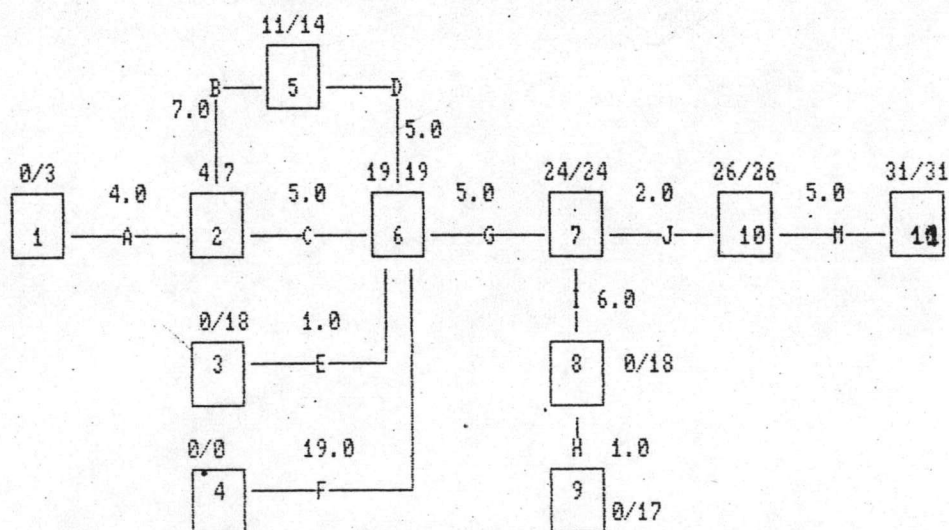 11/14
B 5 D
7.0
5.0
0/3 4/7 19/19 24/24 26/26 31/31
4.0 5.0 5.0 2.0 5.0
1 A 2 C 6 G 7 J 10 M 11
I 6.0
0/18 1.0
3 E 8 0/18
0/0 19.0 H 1.0
4 F 9
0/17